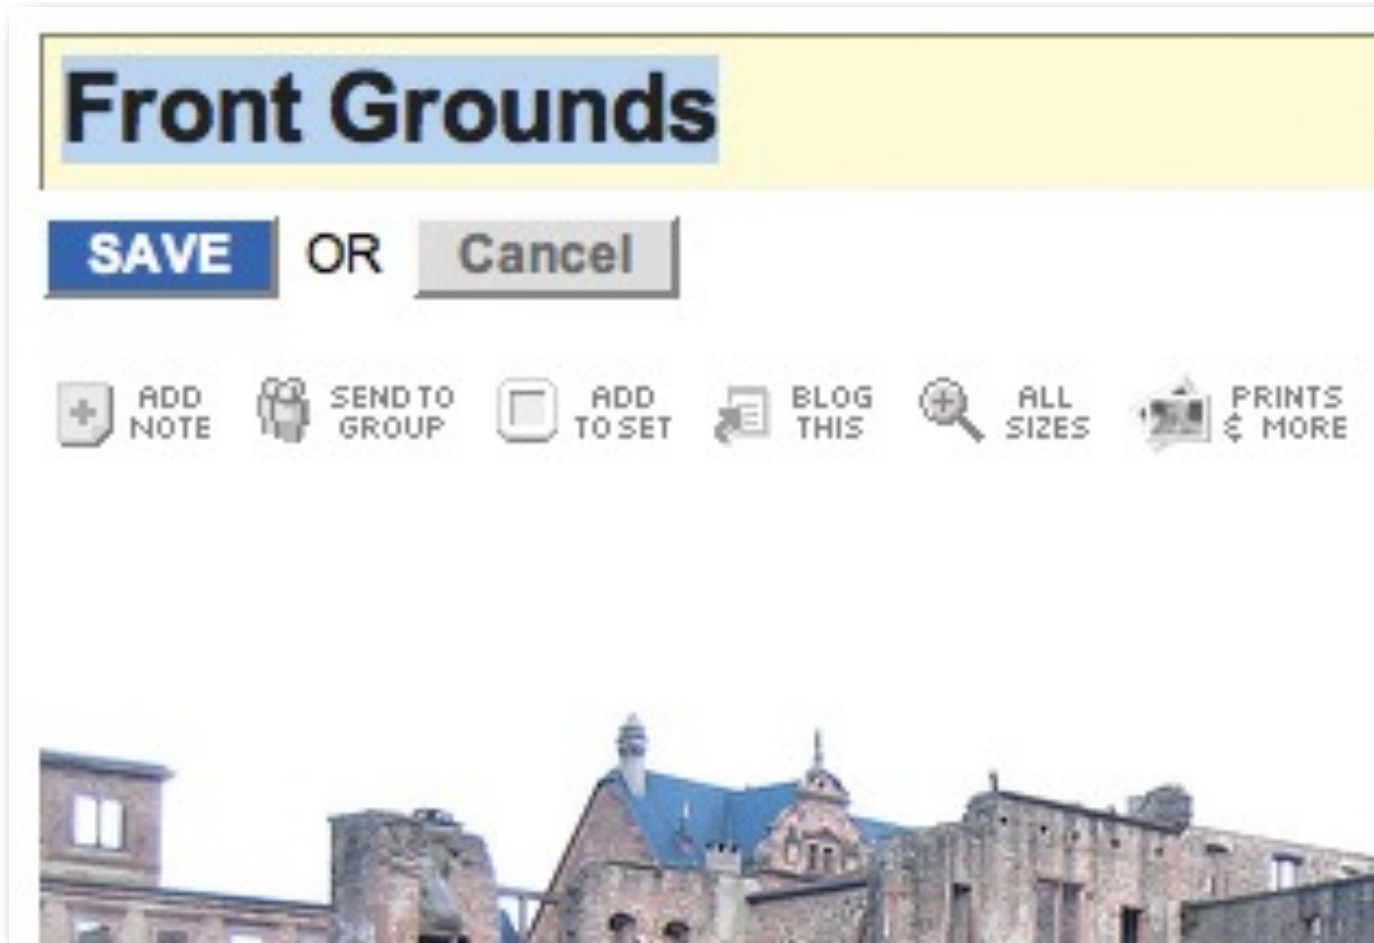 Front Grounds
SAVE OR Cancel
ADD NOTE
SEND TO GROUP
ADD TO SET
BLOG THIS
ALL SIZES
PRINTS & MORE